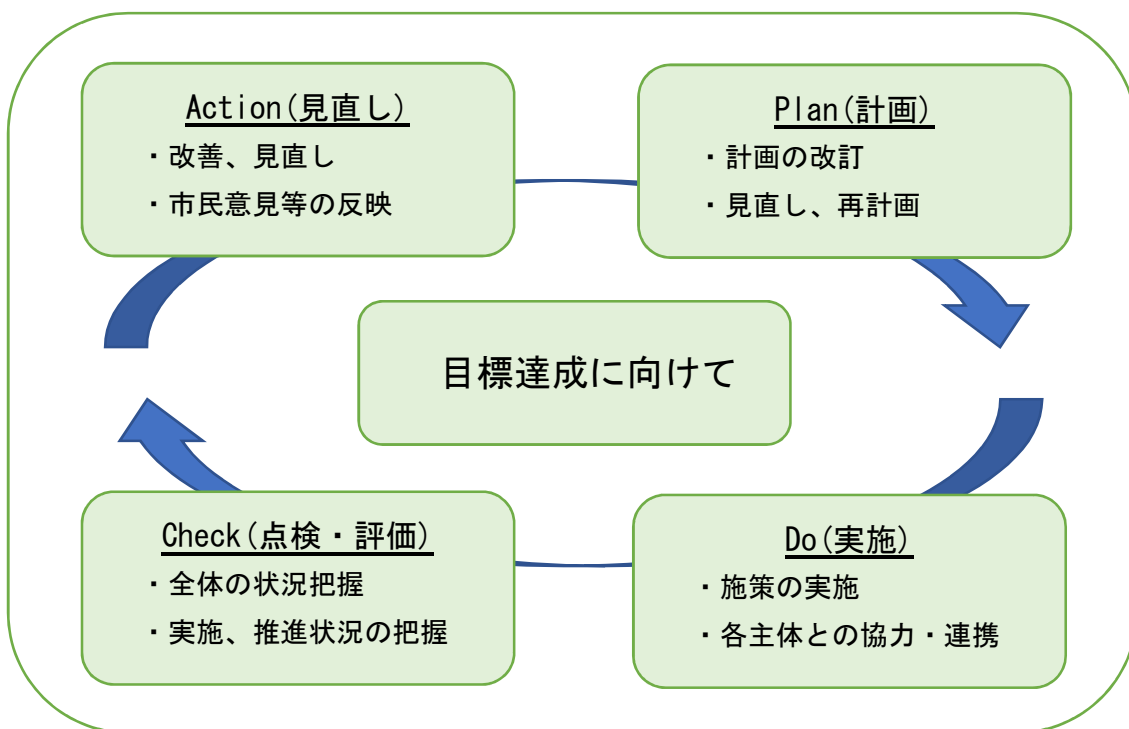 Action(見直し)
・改善、見直し
・市民意見等の反映
Plan(計画)
・計画の改訂
・見直し、再計画
目標達成に向けて
Check(点検・評価)
・全体の状況把握
・実施、推進状況の把握
Do(実施)
・施策の実施
・各主体との協力・連携